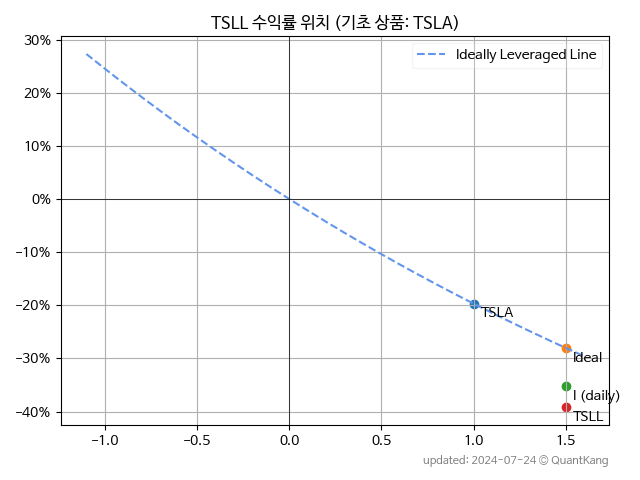 TSLL 수익률 위치 (기초 상품: TSLA)
30%
20%
10%
0%
−10%
−20%
−30%
−40%
Ideally Leveraged Line
TSLA
Ideal
I (daily)
TSLL
−1.0 −0.5 0.0 0.5 1.0 1.5
updated: 2024-07-24 © QuantKang